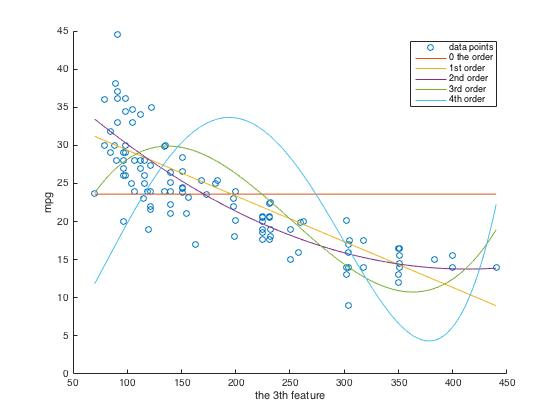 45
40
35
30
25
20
15
10
5
0
mpg
50
100
150
200
250
300
350
400
450
the 3th feature
data points
0 the order
1st order
2nd order
3rd order
4th order